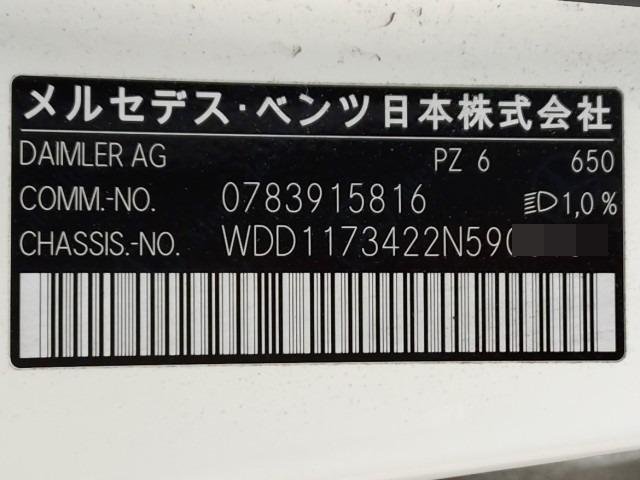 メルセデス・ベンツ日本株式会社
DAIMLER AG PZ 6 650
COMM.-NO. 0783915816 1,0 %
CHASSIS.-NO. WDD1173422N590